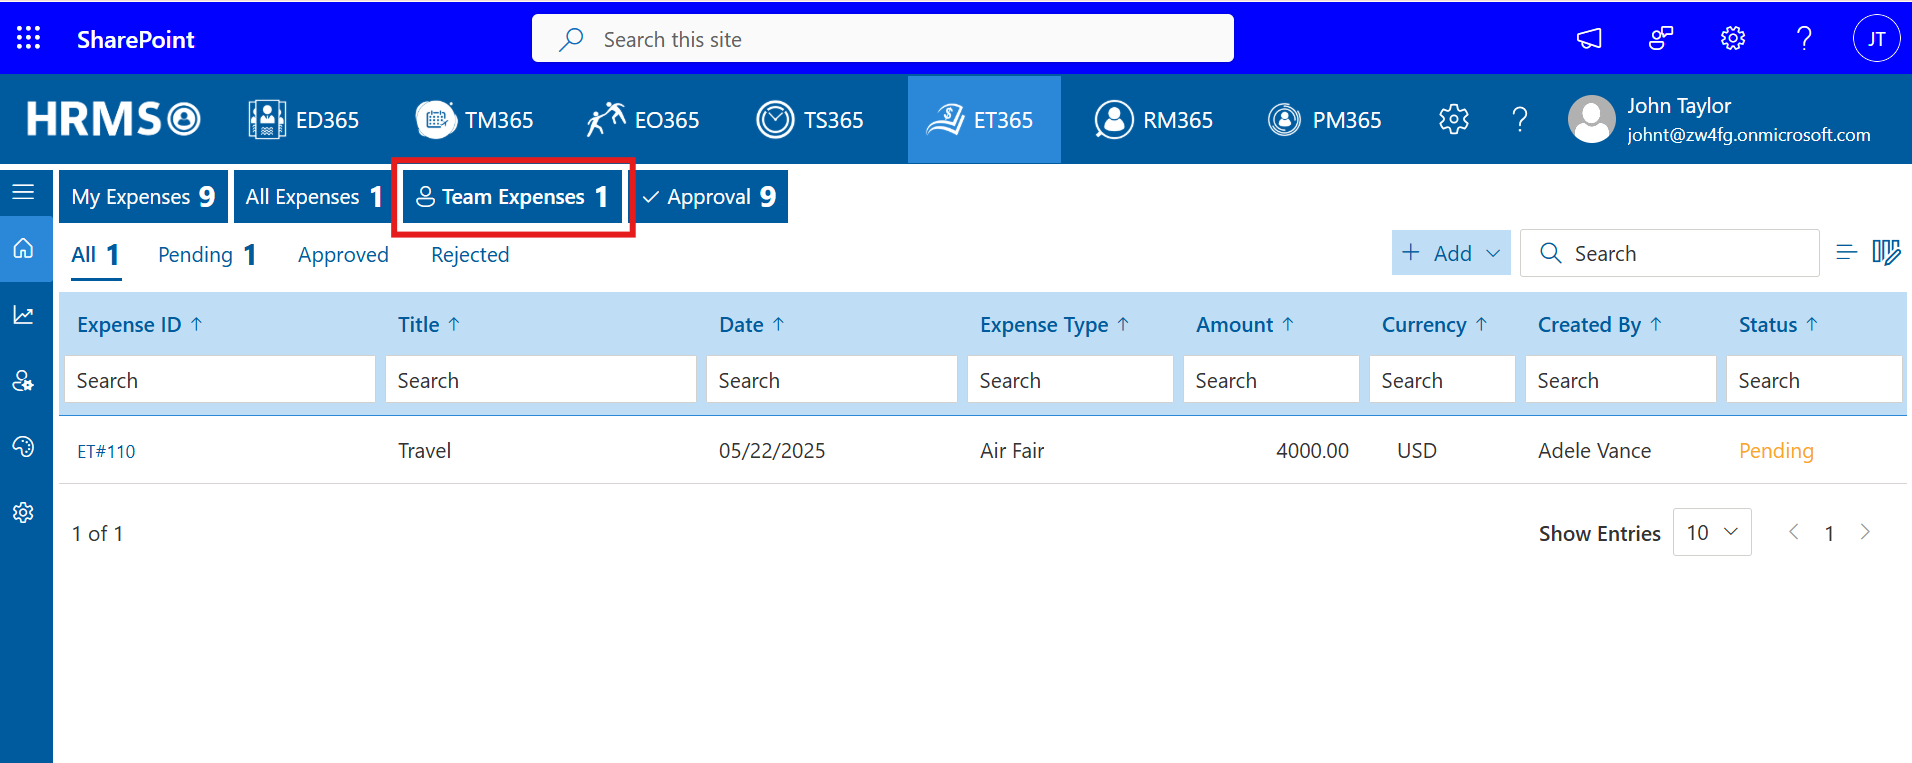 SharePoint Search this site JT
HRMS ED365 TM365 EO365 TS365 ET365 RM365 PM365 John Taylor
johnt@zw4fg.onmicrosoft.com
My Expenses 9 All Expenses 1 Team Expenses 1 Approval 9
All 1 Pending 1 Approved Rejected Add Search
Expense ID Title Date Expense Type Amount Currency Created By Status
Search Search Search Search Search Search Search Search
ET#110 Travel 05/22/2025 Air Fair 4000.00 USD Adele Vance Pending
1 of 1 Show Entries 10 1